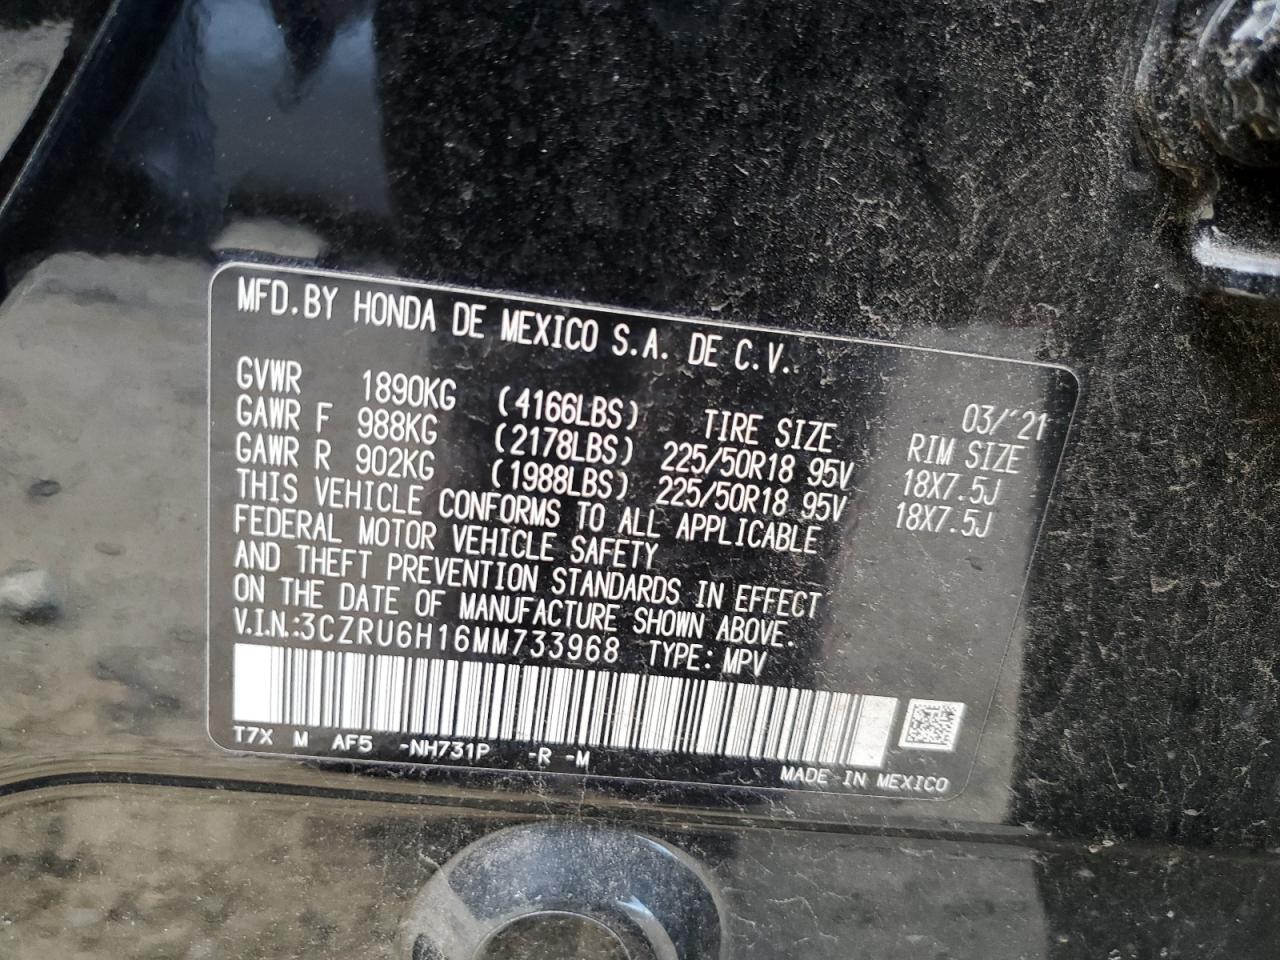 MFD. BY HONDA DE MEXICO S.A. DE C.V.
03/'21
GVWR 1890KG (4166LBS) TIRE SIZE RIM SIZE
GAWR F 988KG (2178LBS) 225/50R18 95V 18X7.5J
GAWR R 902KG (1988LBS) 225/50R18 95V 18X7.5J
THIS VEHICLE CONFORMS TO ALL APPLICABLE
FEDERAL MOTOR VEHICLE SAFETY
AND THEFT PREVENTION STANDARDS IN EFFECT
ON THE DATE OF MANUFACTURE SHOWN ABOVE.
V.I.N.:3CZRU6H16MM733968 TYPE: MPV
T7X M AF5 -NH731P -R -M
MADE IN MEXICO